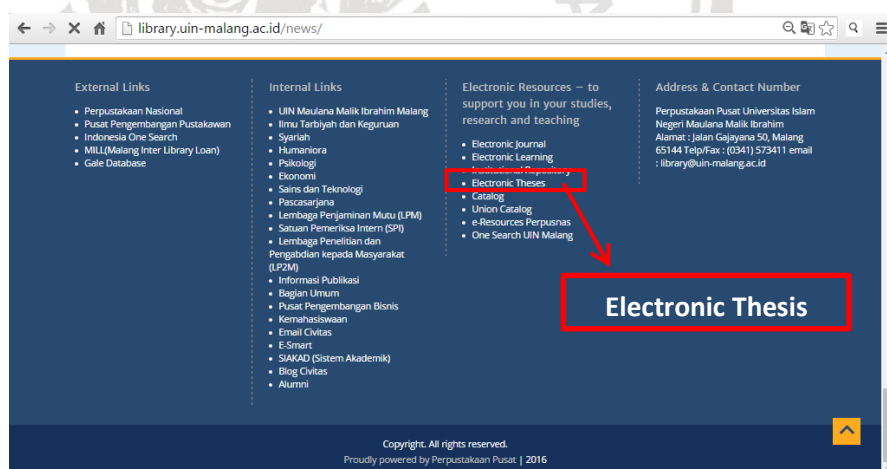 library.uin-malang.ac.id/news/
External Links
Perpustakaan Nasional
Pusat Pengembangan Pustakawan
Indonesia One Search
MILL(Malang Inter Library Loan)
Gale Database
Internal Links
UIN Maulana Malik Ibrahim Malang
Ilmu Tarbiyah dan Keguruan
Syariah
Humaniora
Psikologi
Ekonomi
Sains dan Teknologi
Pascasarjana
Lembaga Penjaminan Mutu (LPM)
Satuan Pemeriksa Intern (SPI)
Lembaga Penelitian dan
Pengabdian kepada Masyarakat
(LP2M)
Informasi Publikasi
Bagian Umum
Pusat Pengembangan Bisnis
Kemahasiswaan
Email Civitas
E-Smart
SIAKAD (Sistem Akademik)
Blog Civitas
Alumni
Electronic Resources – to
support you in your studies,
research and teaching
Electronic Journal
Electronic Learning
Institutional Repository
Electronic Theses
Catalog
Union Catalog
e-Resources Perpusnas
One Search UIN Malang
Address & Contact Number
Perpustakaan Pusat Universitas Islam
Negeri Maulana Malik Ibrahim
Alamat : Jalan Gajayana 50, Malang
65144 Telp/Fax : (0341) 573411 email
: library@uin-malang.ac.id
Electronic Thesis
Copyright. All rights reserved.
Proudly powered by Perpustakaan Pusat | 2016